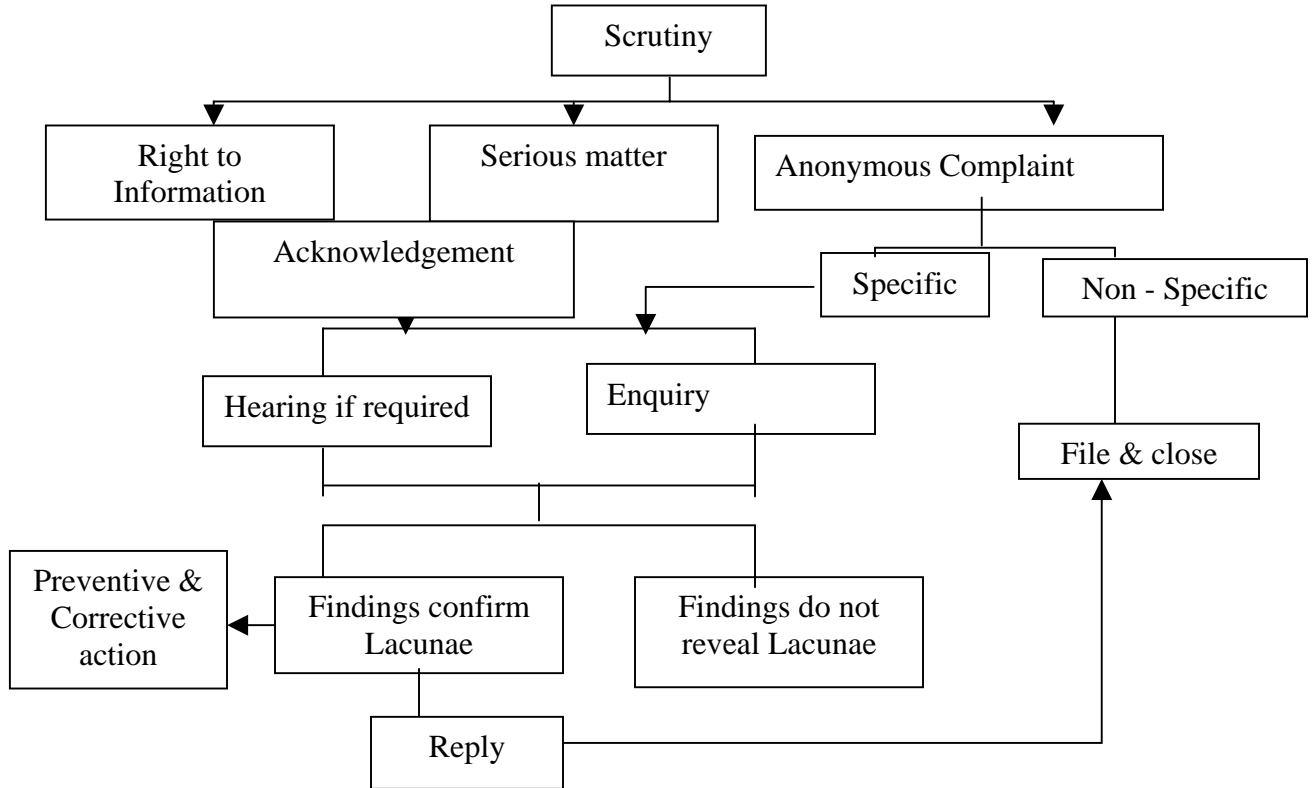 Scrutiny
Right to
Information
Serious matter
Anonymous Complaint
Acknowledgement
Specific
Non - Specific
Hearing if required
Enquiry
File & close
Preventive &
Corrective
action
Findings confirm
Lacunae
Findings do not
reveal Lacunae
Reply